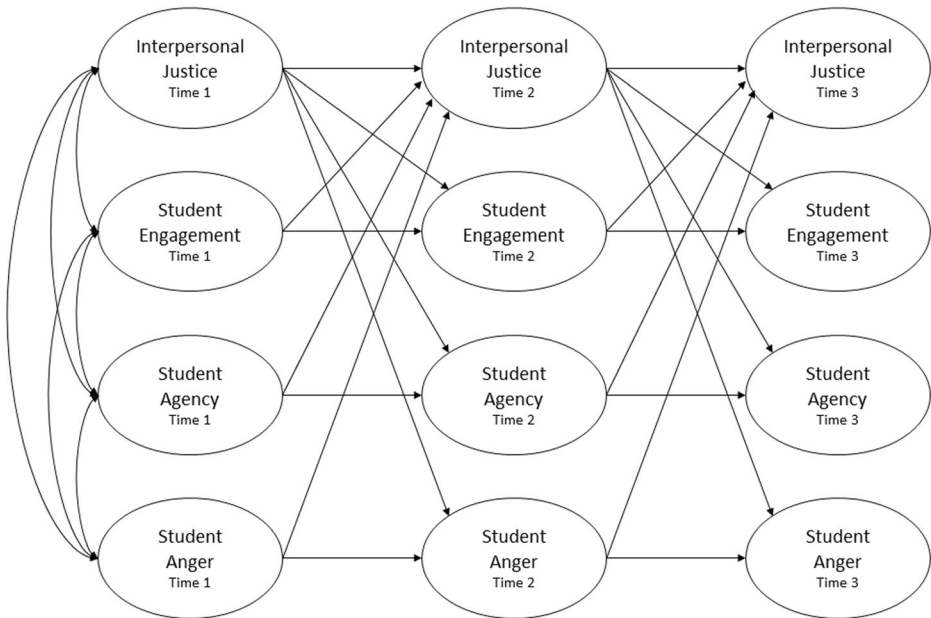 Interpersonal
Justice
Time 1
Interpersonal
Justice
Time 2
Interpersonal
Justice
Time 3
Student
Engagement
Time 1
Student
Engagement
Time 2
Student
Engagement
Time 3
Student
Agency
Time 1
Student
Agency
Time 2
Student
Agency
Time 3
Student
Anger
Time 1
Student
Anger
Time 2
Student
Anger
Time 3